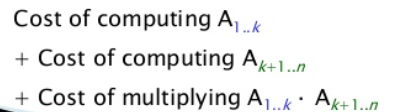 Cost of computing A1..k
+ Cost of computing Ak+1..n
+ Cost of multiplying A1..k · Ak+1..n